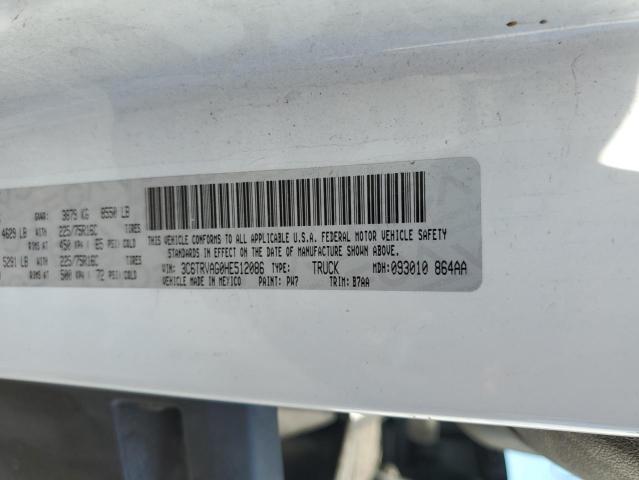 GVWR: 3879 KG 8550 LB
4629 LB WITH 225/75R16C TIRES
RIMS AT 450 KPA / 65 PSI COLD
5291 LB WITH 225/75R16C TIRES
RIMS AT 500 KPA / 72 PSI COLD
THIS VEHICLE CONFORMS TO ALL APPLICABLE U.S.A. FEDERAL MOTOR VEHICLE SAFETY
STANDARDS IN EFFECT ON THE DATE OF MANUFACTURE SHOWN ABOVE.
VIN: 3C6TRVAG0HE512086 TYPE: TRUCK MDH: 093010 864AA
VEHICLE MADE IN MEXICO PAINT: PW7 TRIM: B7AA